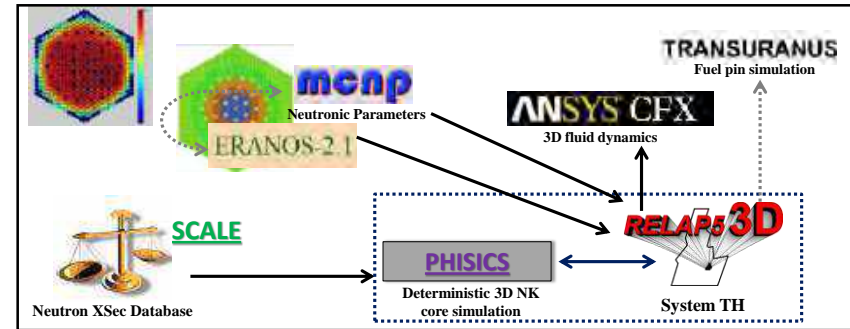 TRANSURANUS
Fuel pin simulation
mcnp
Neutronic Parameters
ANSYS CFX
3D fluid dynamics
ERANOS-2.1
SCALE
RELAP5 3D
PHISICS
Neutron XSec Database
Deterministic 3D NK
core simulation
System TH